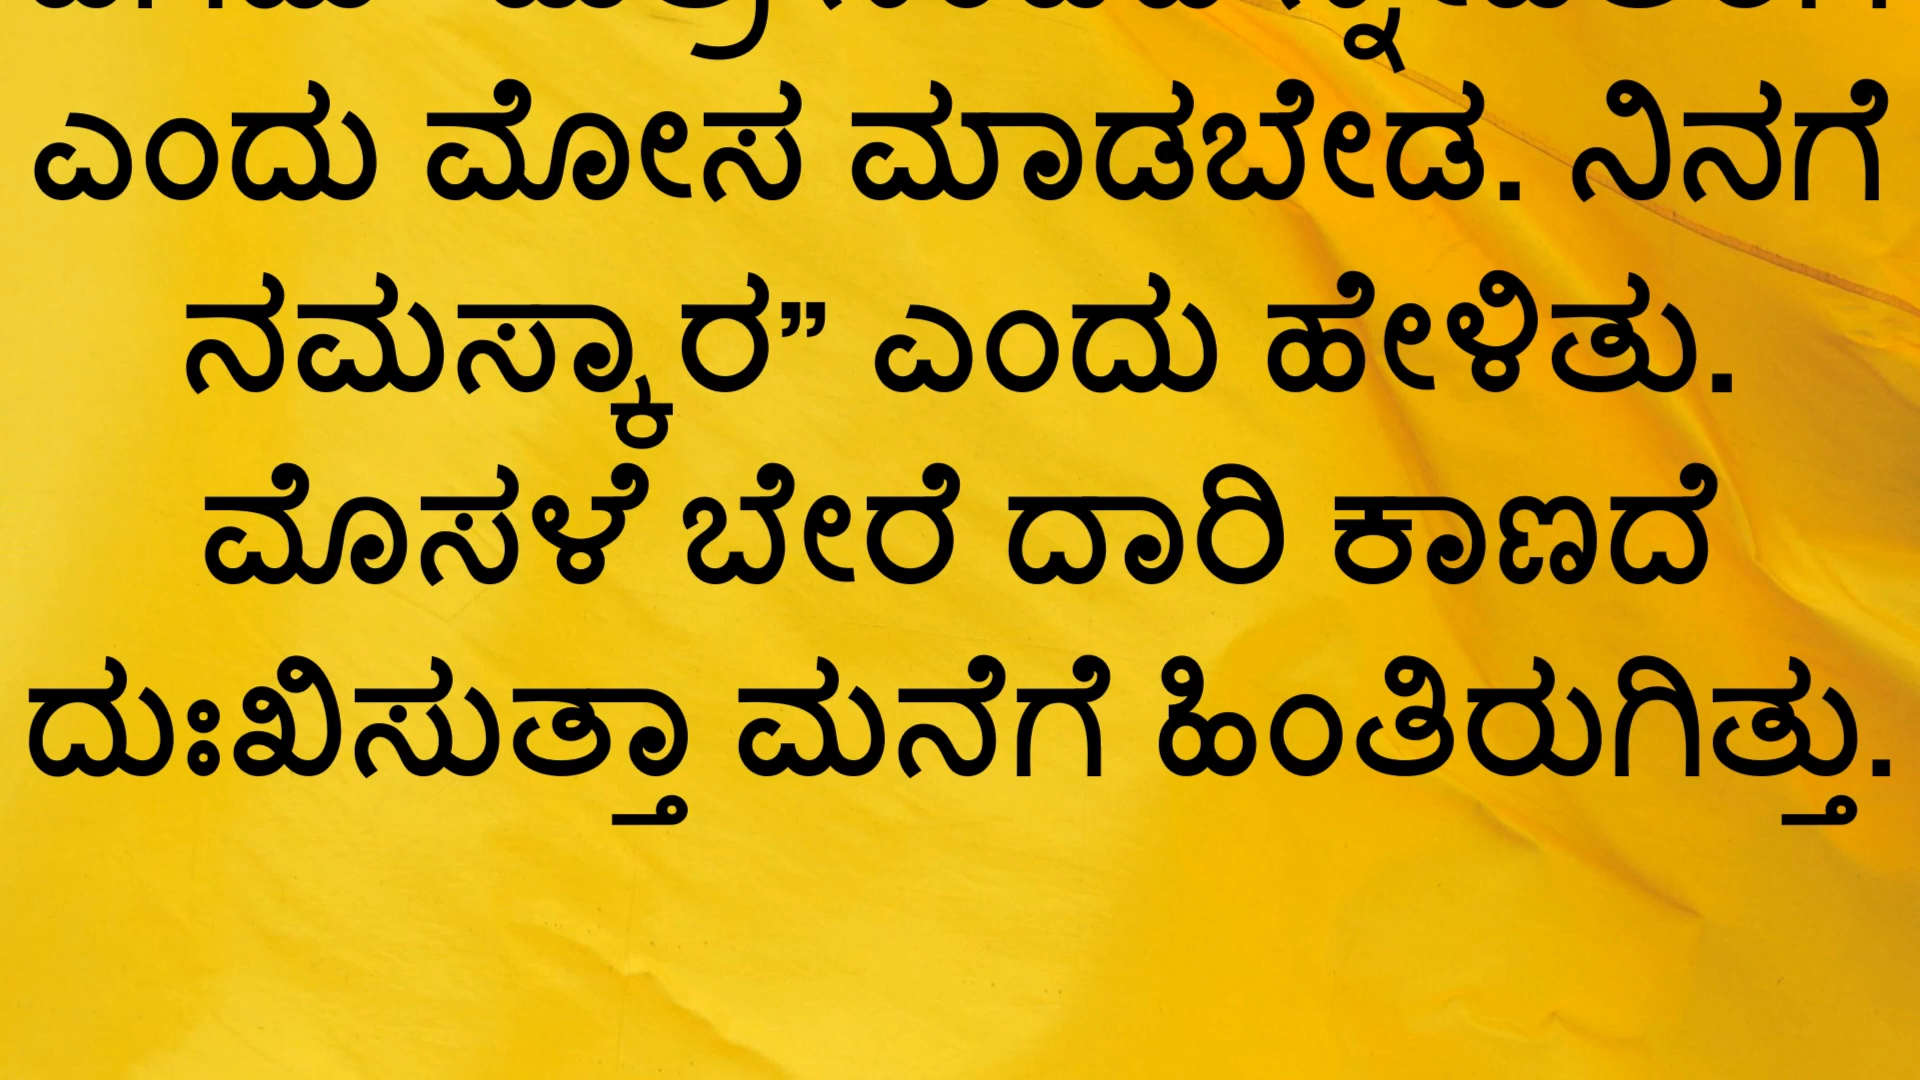 ಎಂದು ಮೋಸ ಮಾಡಬೇಡ. ನಿನಗೆ
ನಮಸ್ಕಾರ” ಎಂದು ಹೇಳಿತು.
ಮೊಸಳೆ ಬೇರೆ ದಾರಿ ಕಾಣದೆ
ದುಃಖಿಸುತ್ತಾ ಮನೆಗೆ ಹಿಂತಿರುಗಿತ್ತು.